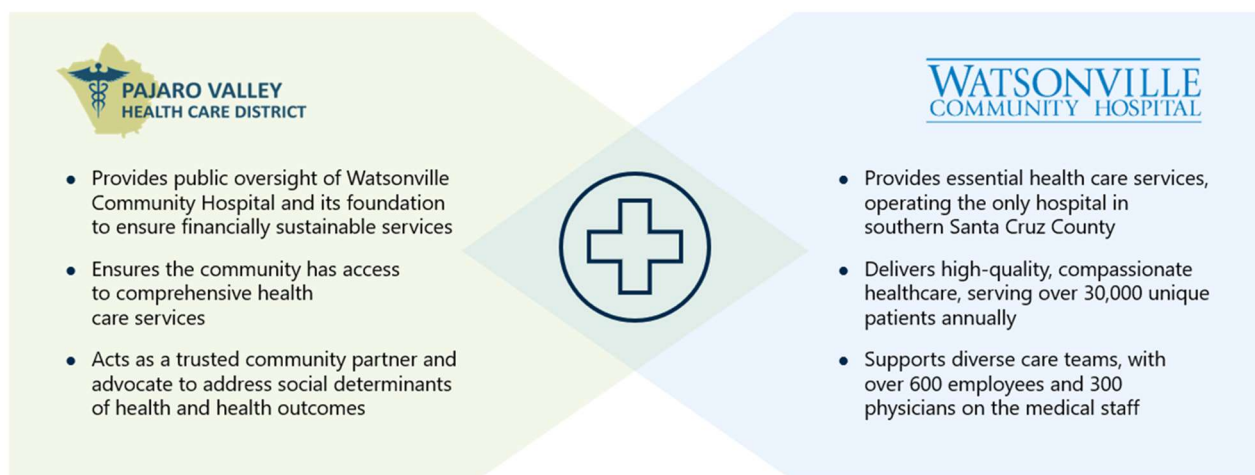 PAJARO VALLEY
HEALTH CARE DISTRICT
• Provides public oversight of Watsonville
Community Hospital and its foundation
to ensure financially sustainable services
• Ensures the community has access
to comprehensive health
care services
• Acts as a trusted community partner and
advocate to address social determinants
of health and health outcomes
WATSONVILLE
COMMUNITY HOSPITAL
• Provides essential health care services,
operating the only hospital in
southern Santa Cruz County
• Delivers high-quality, compassionate
healthcare, serving over 30,000 unique
patients annually
• Supports diverse care teams, with
over 600 employees and 300
physicians on the medical staff